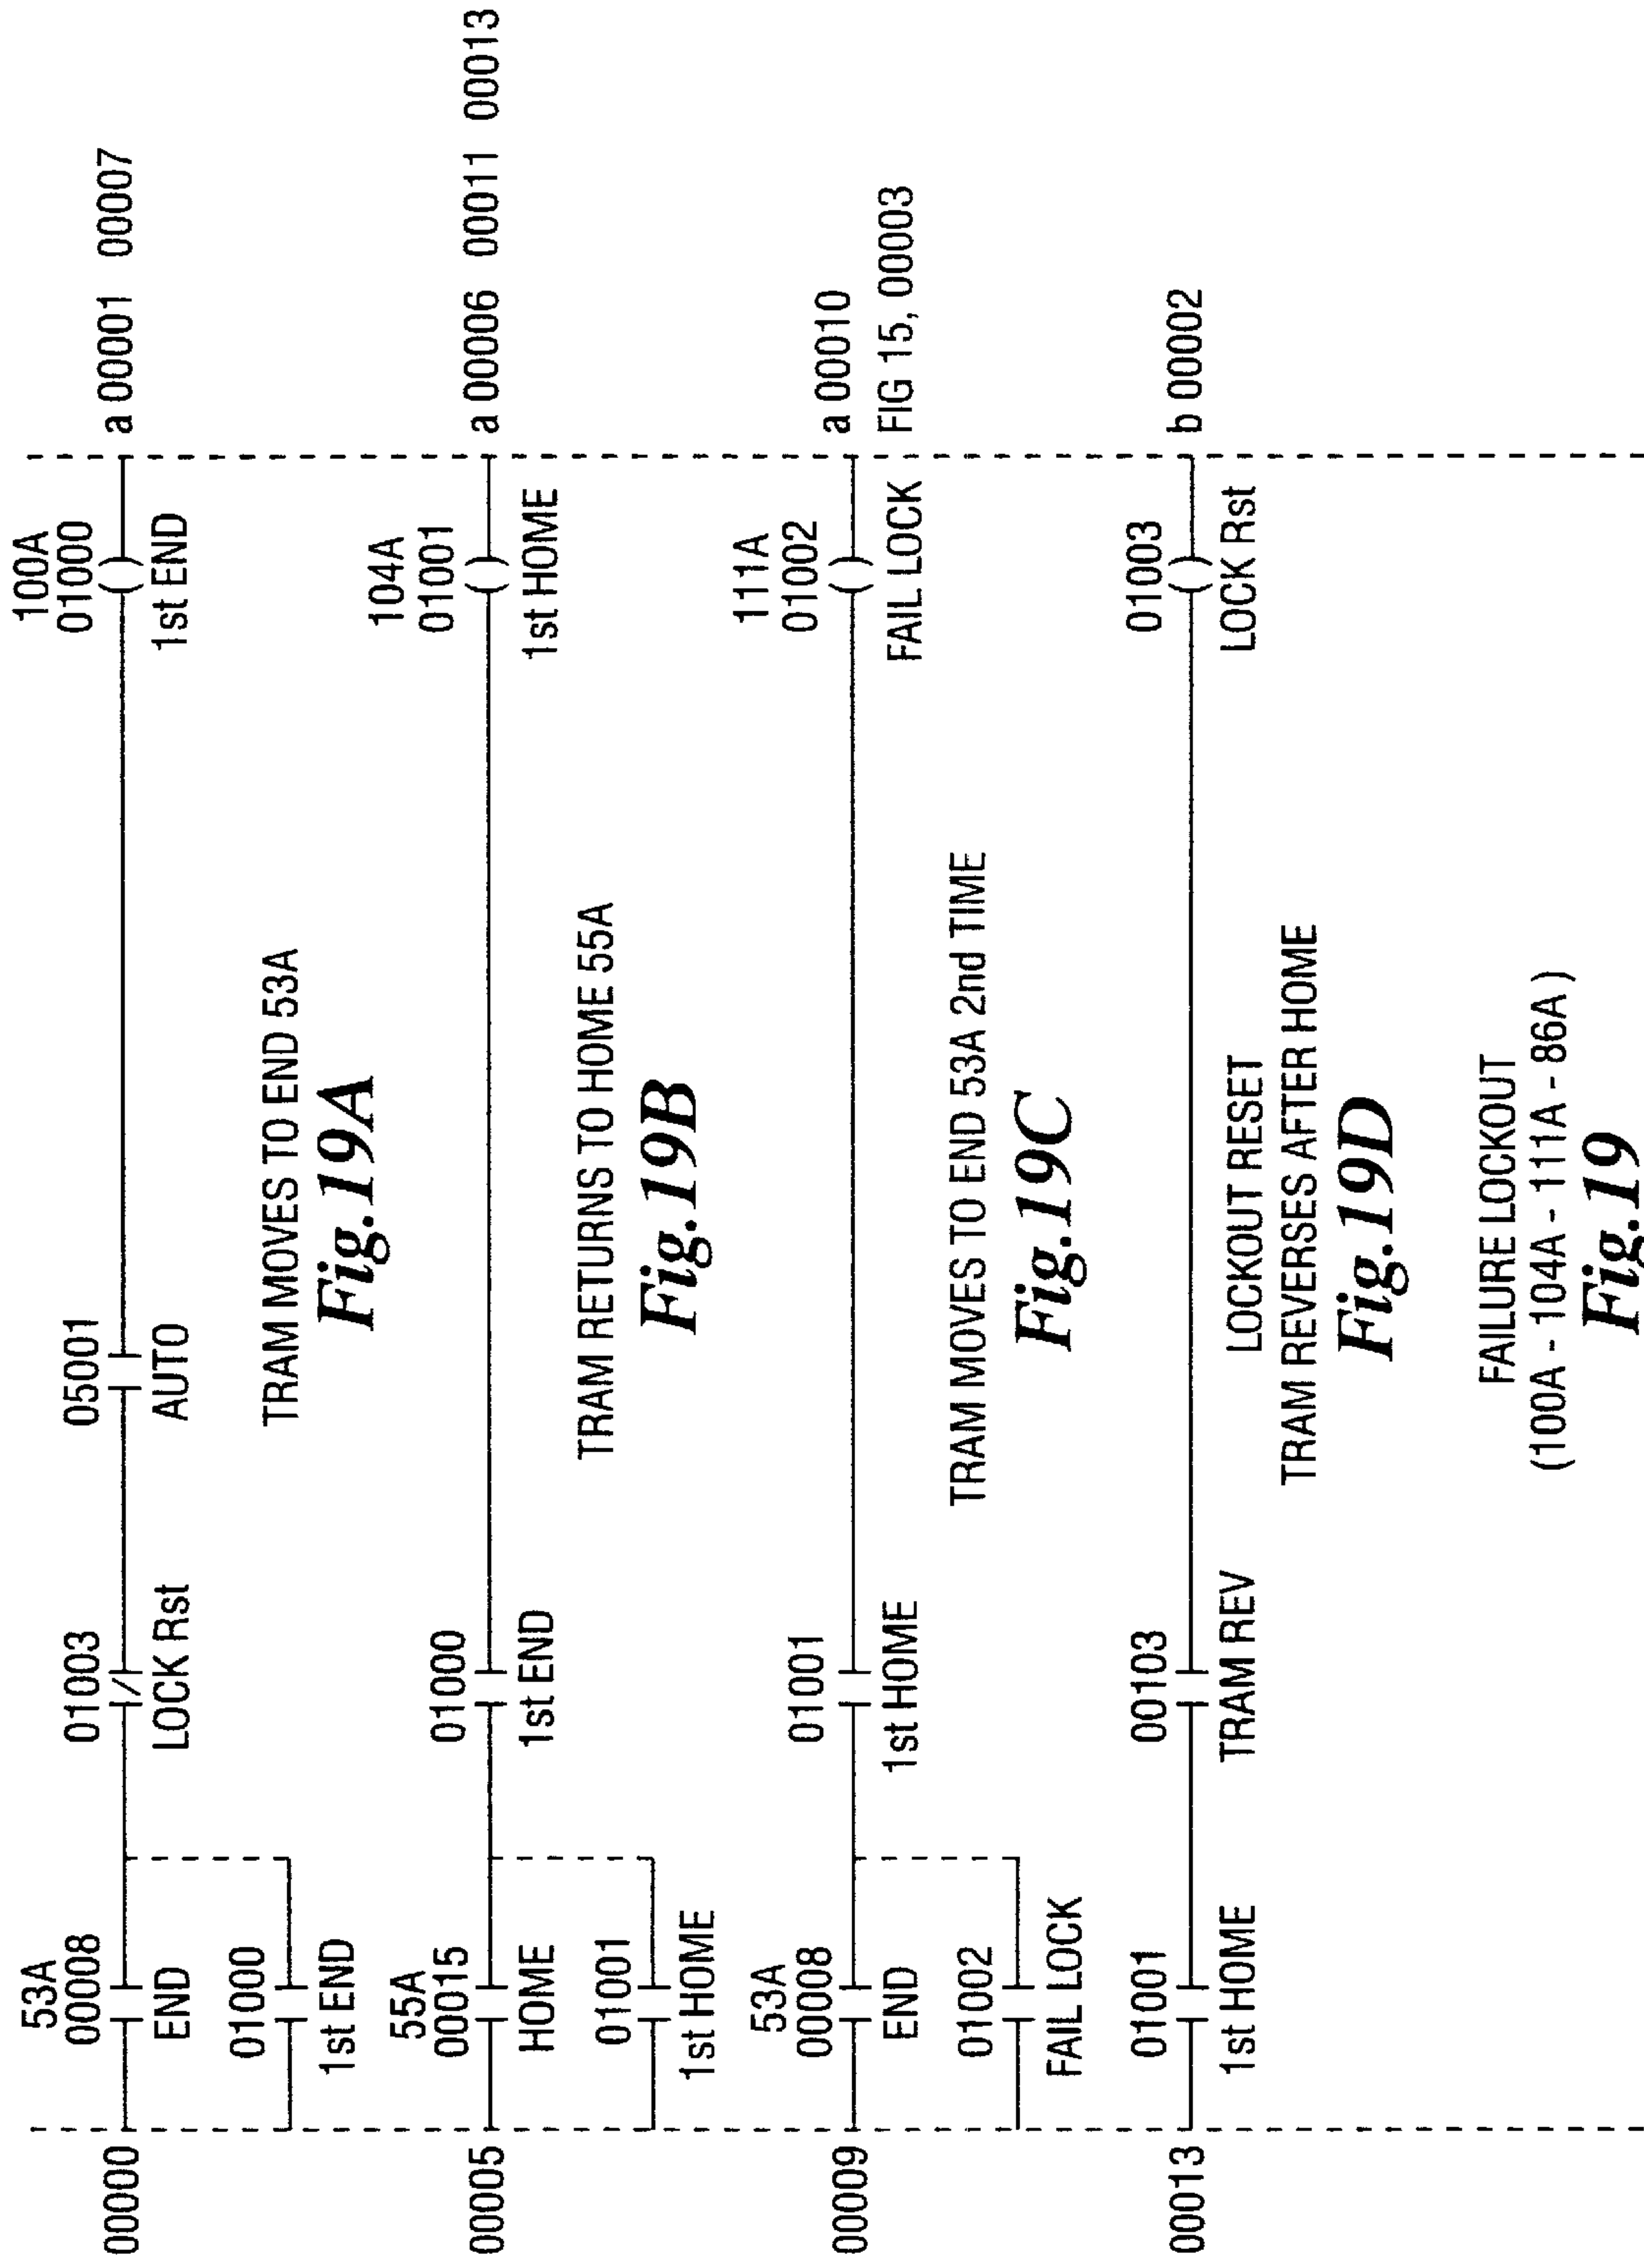 100A
53A
00000 00008 01003 05001 01000 a 00001 00007
END LOCK Rst AUTO 1st END
01000
1st END
TRAM MOVES TO END 53A
Fig.19A
55A 104A
00005 00015 01000 01001 a 00006 00011 00013
HOME 1st END 1st HOME
01001
1st HOME
TRAM RETURNS TO HOME 55A
Fig.19B
53A 111A
00009 00008 01001 01002 a 00010
END 1st HOME FAIL LOCK FIG 15, 00003
01002
FAIL LOCK
TRAM MOVES TO END 53A 2nd TIME
Fig.19C
00013 01001 00103 01003 b 00002
1st HOME TRAM REV LOCK Rst
LOCKOUT RESET
TRAM REVERSES AFTER HOME
Fig.19D
FAILURE LOCKOUT
(100A - 104A - 111A - 86A )
Fig.19